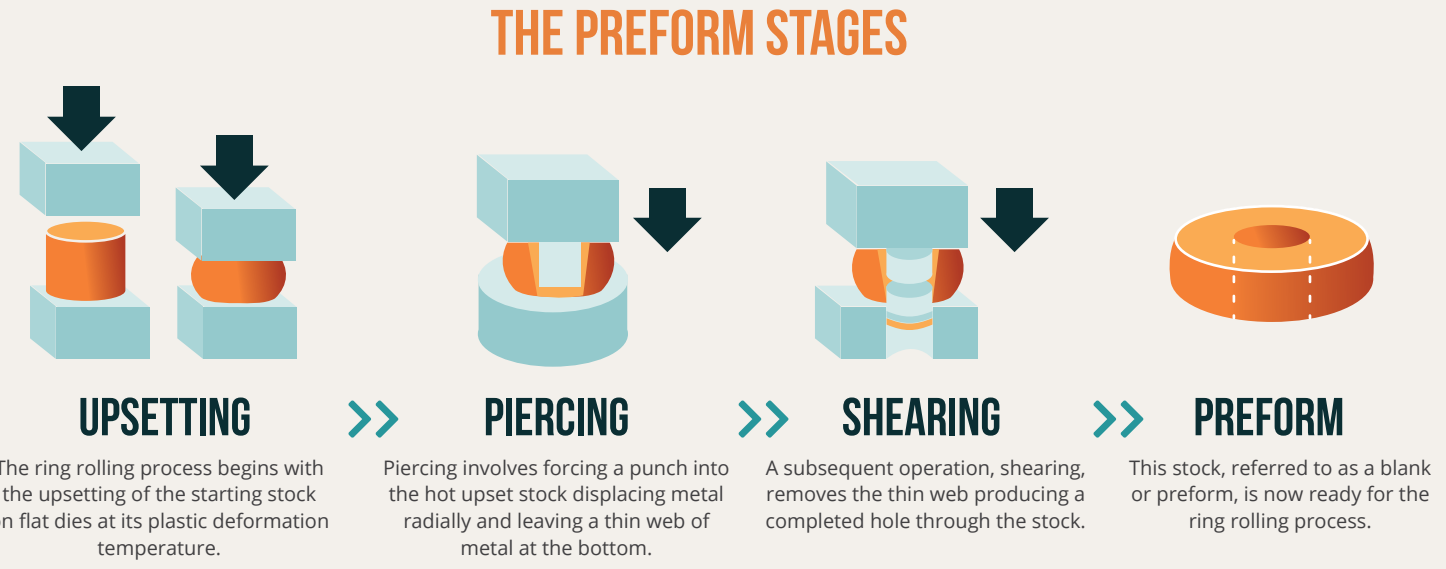 THE PREFORM STAGES
UPSETTING
The ring rolling process begins with
the upsetting of the starting stock
on flat dies at its plastic deformation
temperature.
PIERCING
Piercing involves forcing a punch into
the hot upset stock displacing metal
radially and leaving a thin web of
metal at the bottom.
SHEARING
A subsequent operation, shearing,
removes the thin web producing a
completed hole through the stock.
PREFORM
This stock, referred to as a blank
or preform, is now ready for the
ring rolling process.